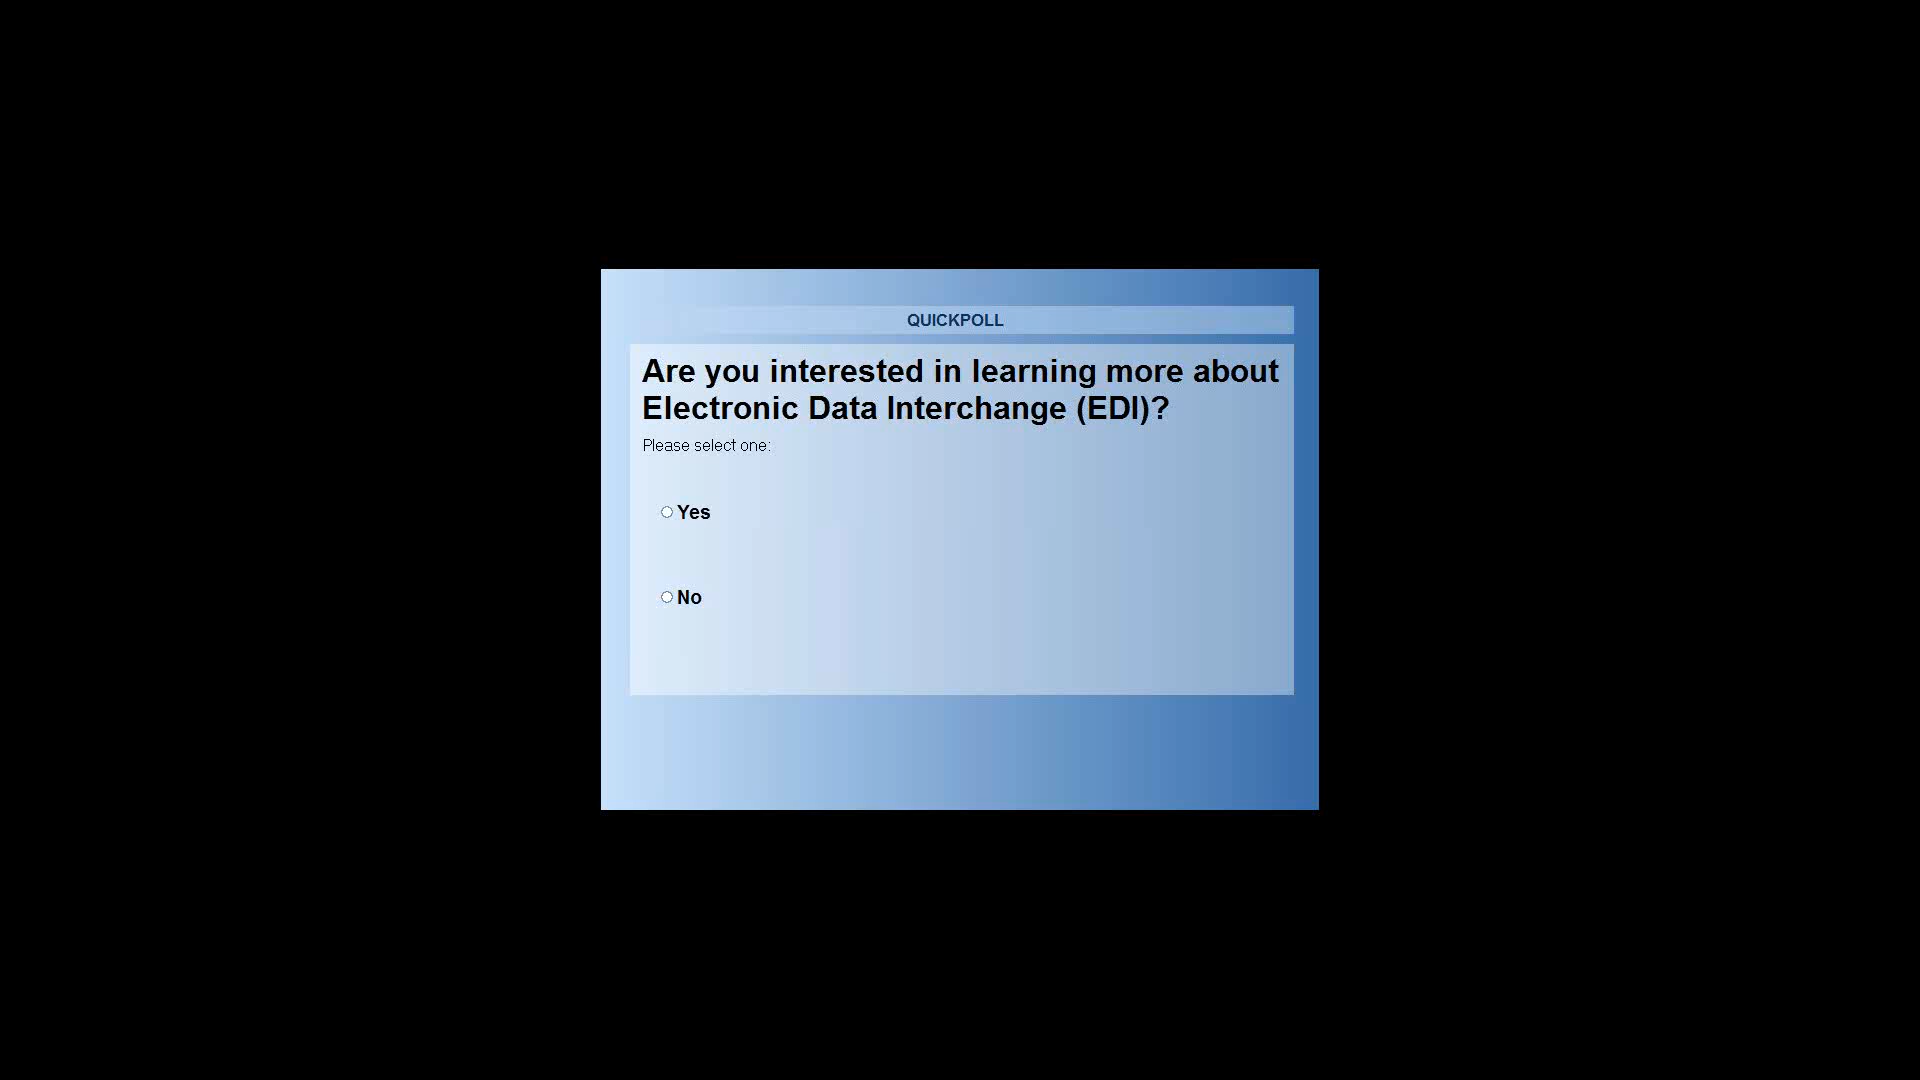 QUICKPOLL
Are you interested in learning more about
Electronic Data Interchange (EDI)?
Please select one:
Yes
No